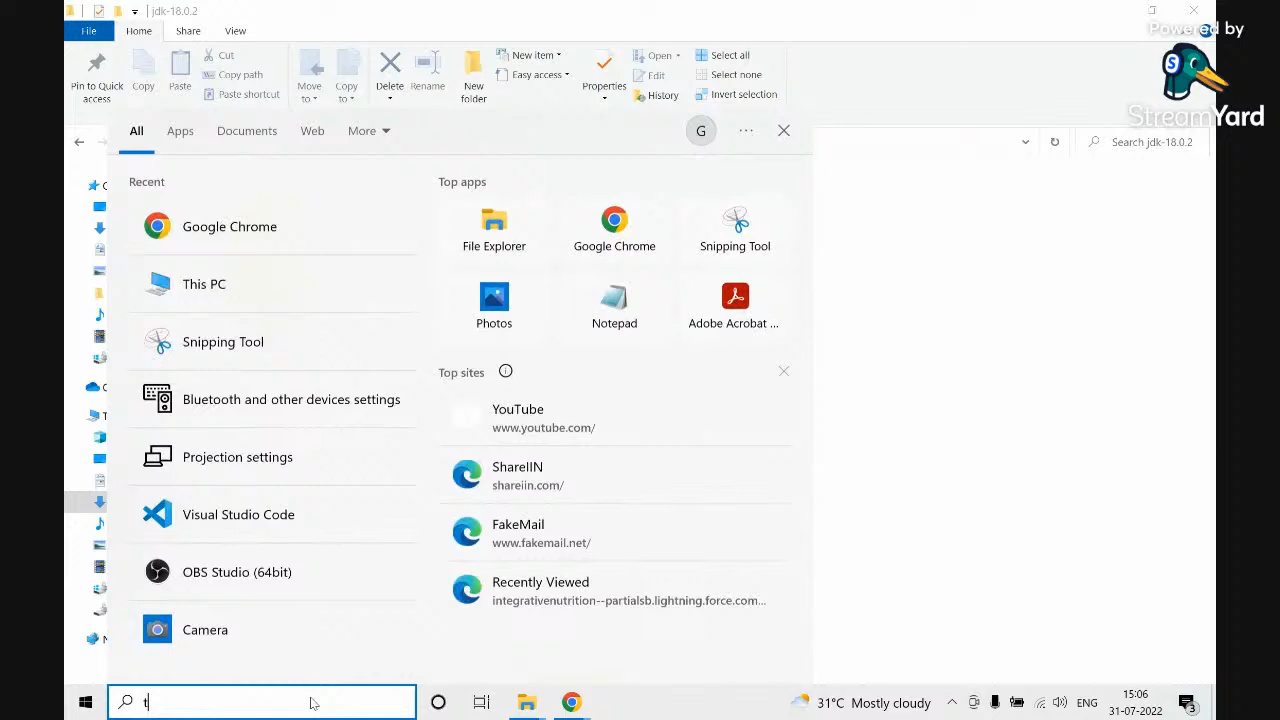 jdk-18.0.2
File
Home
Share
View
Pin to Quick access
Copy
Paste
Cut
Copy path
Paste shortcut
Move to
Copy to
Delete
Rename
New folder
New item
Easy access
Properties
Open
Edit
History
Select all
Select none
Invert selection
Powered by
StreamYard
Search jdk-18.0.2
All
Apps
Documents
Web
More
G
Recent
Google Chrome
This PC
Snipping Tool
Bluetooth and other devices settings
Projection settings
Visual Studio Code
OBS Studio (64bit)
Camera
Top apps
File Explorer
Google Chrome
Snipping Tool
Photos
Notepad
Adobe Acrobat ...
Top sites
YouTube
www.youtube.com/
ShareIIN
shareiin.com/
FakeMail
www.fakemail.net/
Recently Viewed
integrativenutrition--partialsb.lightning.force.com...
t
31°C Mostly cloudy
ENG
15:06
31-07-2022
3